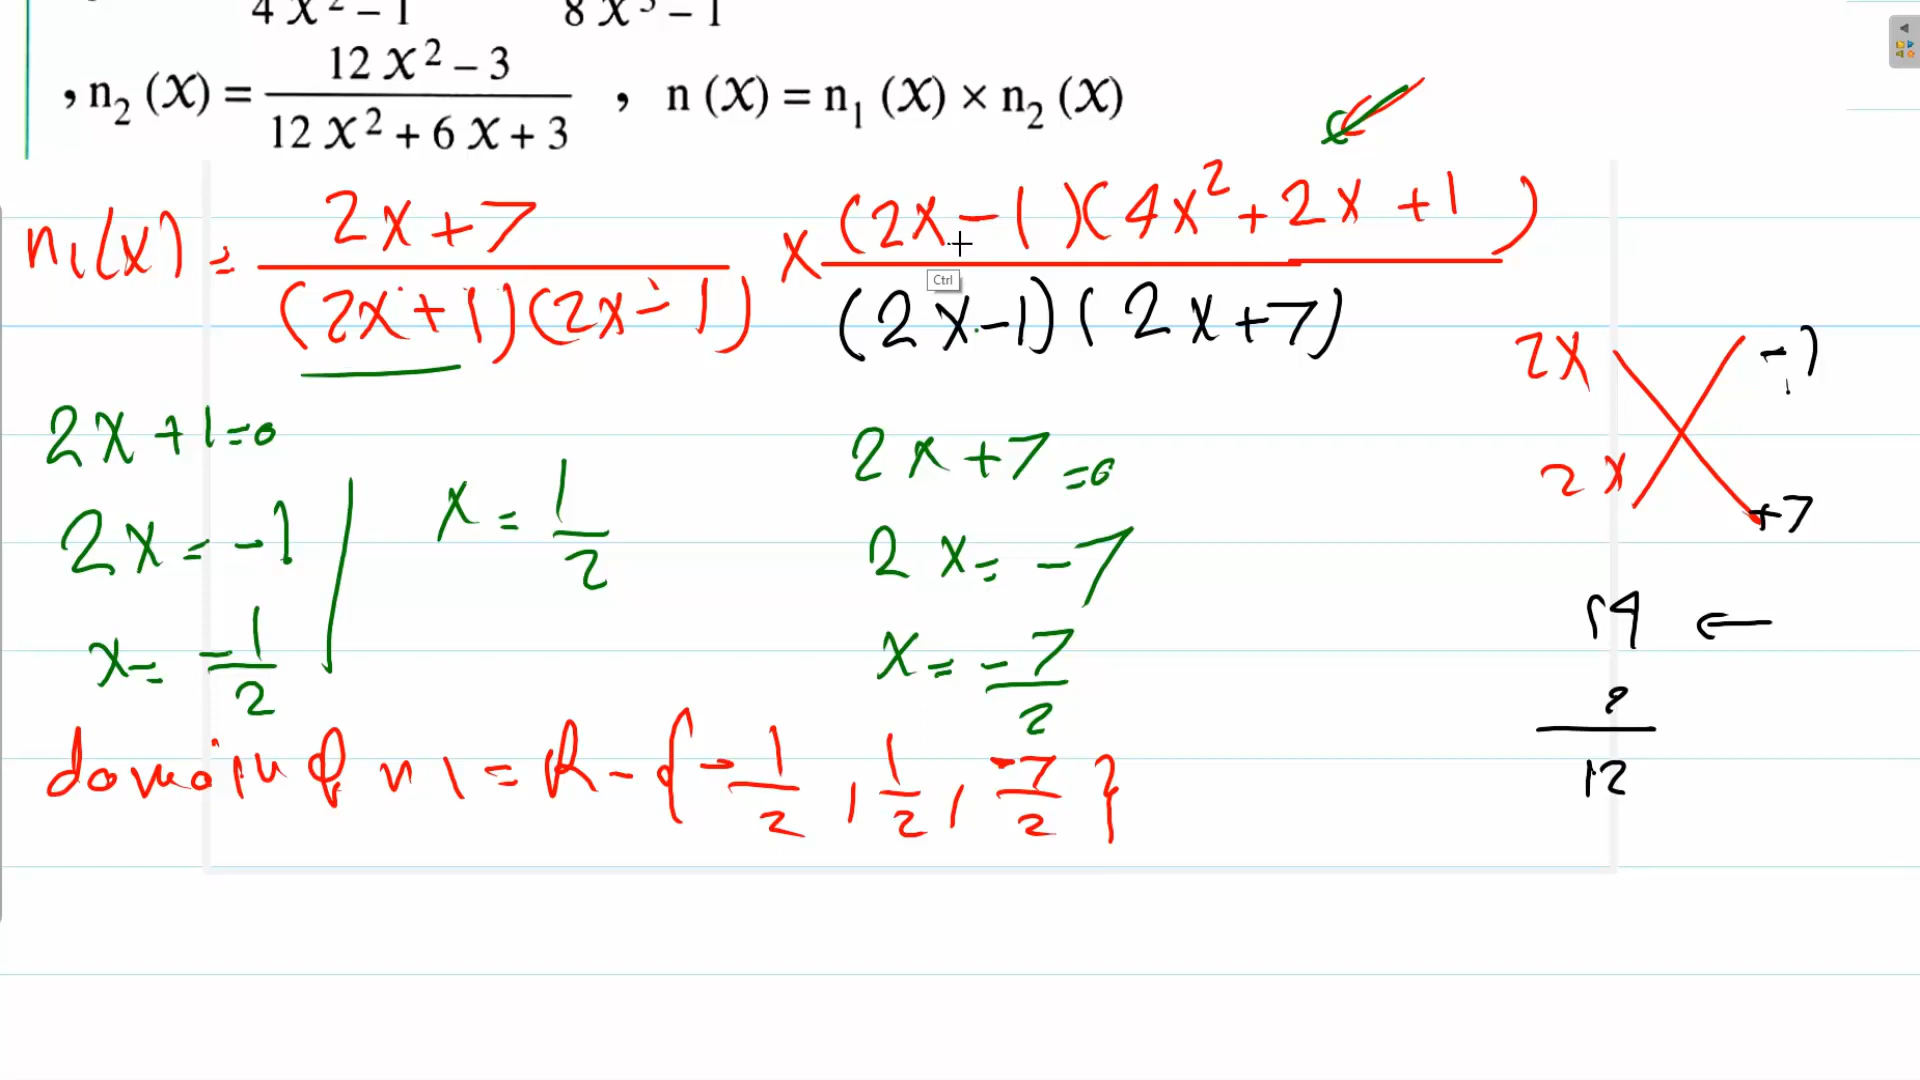 4 x² – 1   8 x³ – 1
, n₂ (x) = (12 x² – 3) / (12 x² + 6 x + 3) , n (x) = n₁ (x) × n₂ (x)
n₁(x) = (2x+7) / ((2x+1)(2x-1)) × ((2x-1)(4x²+2x+1)) / ((2x-1)(2x+7))
Ctrl
2x -1
2x +7
2x+1=0
2x = -1
x = -1/2
x = 1/2
2x+7=0
2x = -7
x = -7/2
14 ←
2
12
domain of n1 = R - { -1/2 , 1/2 , -7/2 }